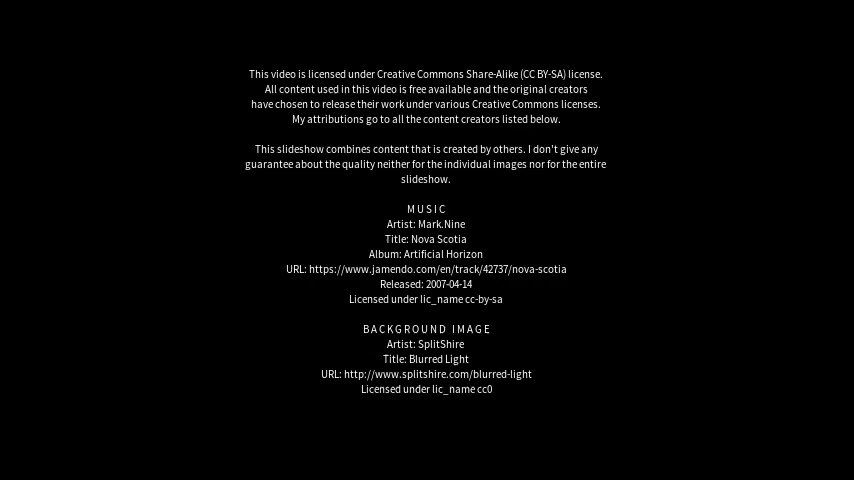 This video is licensed under Creative Commons Share-Alike (CC BY-SA) license.
All content used in this video is free available and the original creators
have chosen to release their work under various Creative Commons licenses.
My attributions go to all the content creators listed below.
This slideshow combines content that is created by others. I don't give any
guarantee about the quality neither for the individual images nor for the entire
slideshow.
MUSIC
Artist: Mark.Nine
Title: Nova Scotia
Album: Artificial Horizon
URL: https://www.jamendo.com/en/track/42737/nova-scotia
Released: 2007-04-14
Licensed under lic_name cc-by-sa
BACKGROUND IMAGE
Artist: SplitShire
Title: Blurred Light
URL: http://www.splitshire.com/blurred-light
Licensed under lic_name cc0